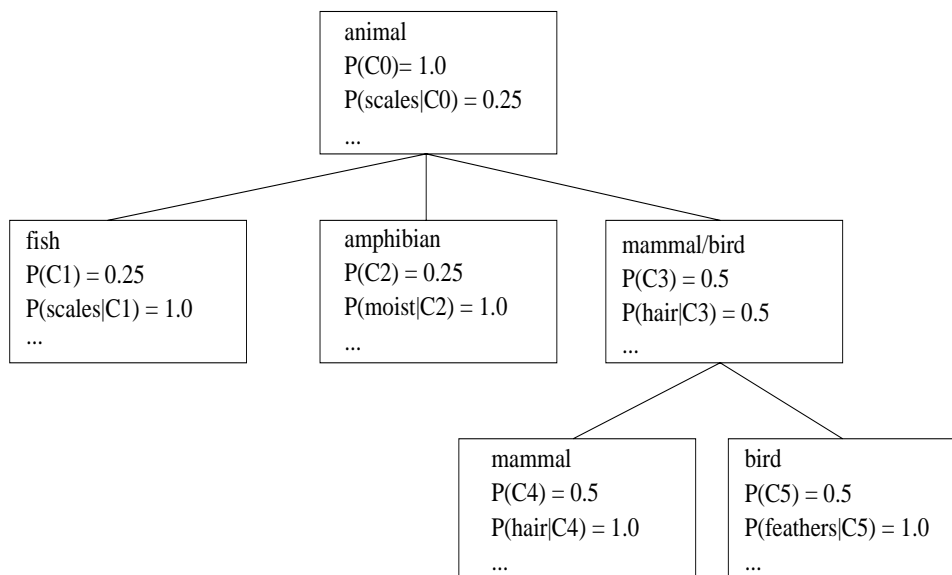 animal
P(C0)= 1.0
P(scales|C0) = 0.25
...
fish
P(C1) = 0.25
P(scales|C1) = 1.0
...
amphibian
P(C2) = 0.25
P(moist|C2) = 1.0
...
mammal/bird
P(C3) = 0.5
P(hair|C3) = 0.5
...
mammal
P(C4) = 0.5
P(hair|C4) = 1.0
...
bird
P(C5) = 0.5
P(feathers|C5) = 1.0
...